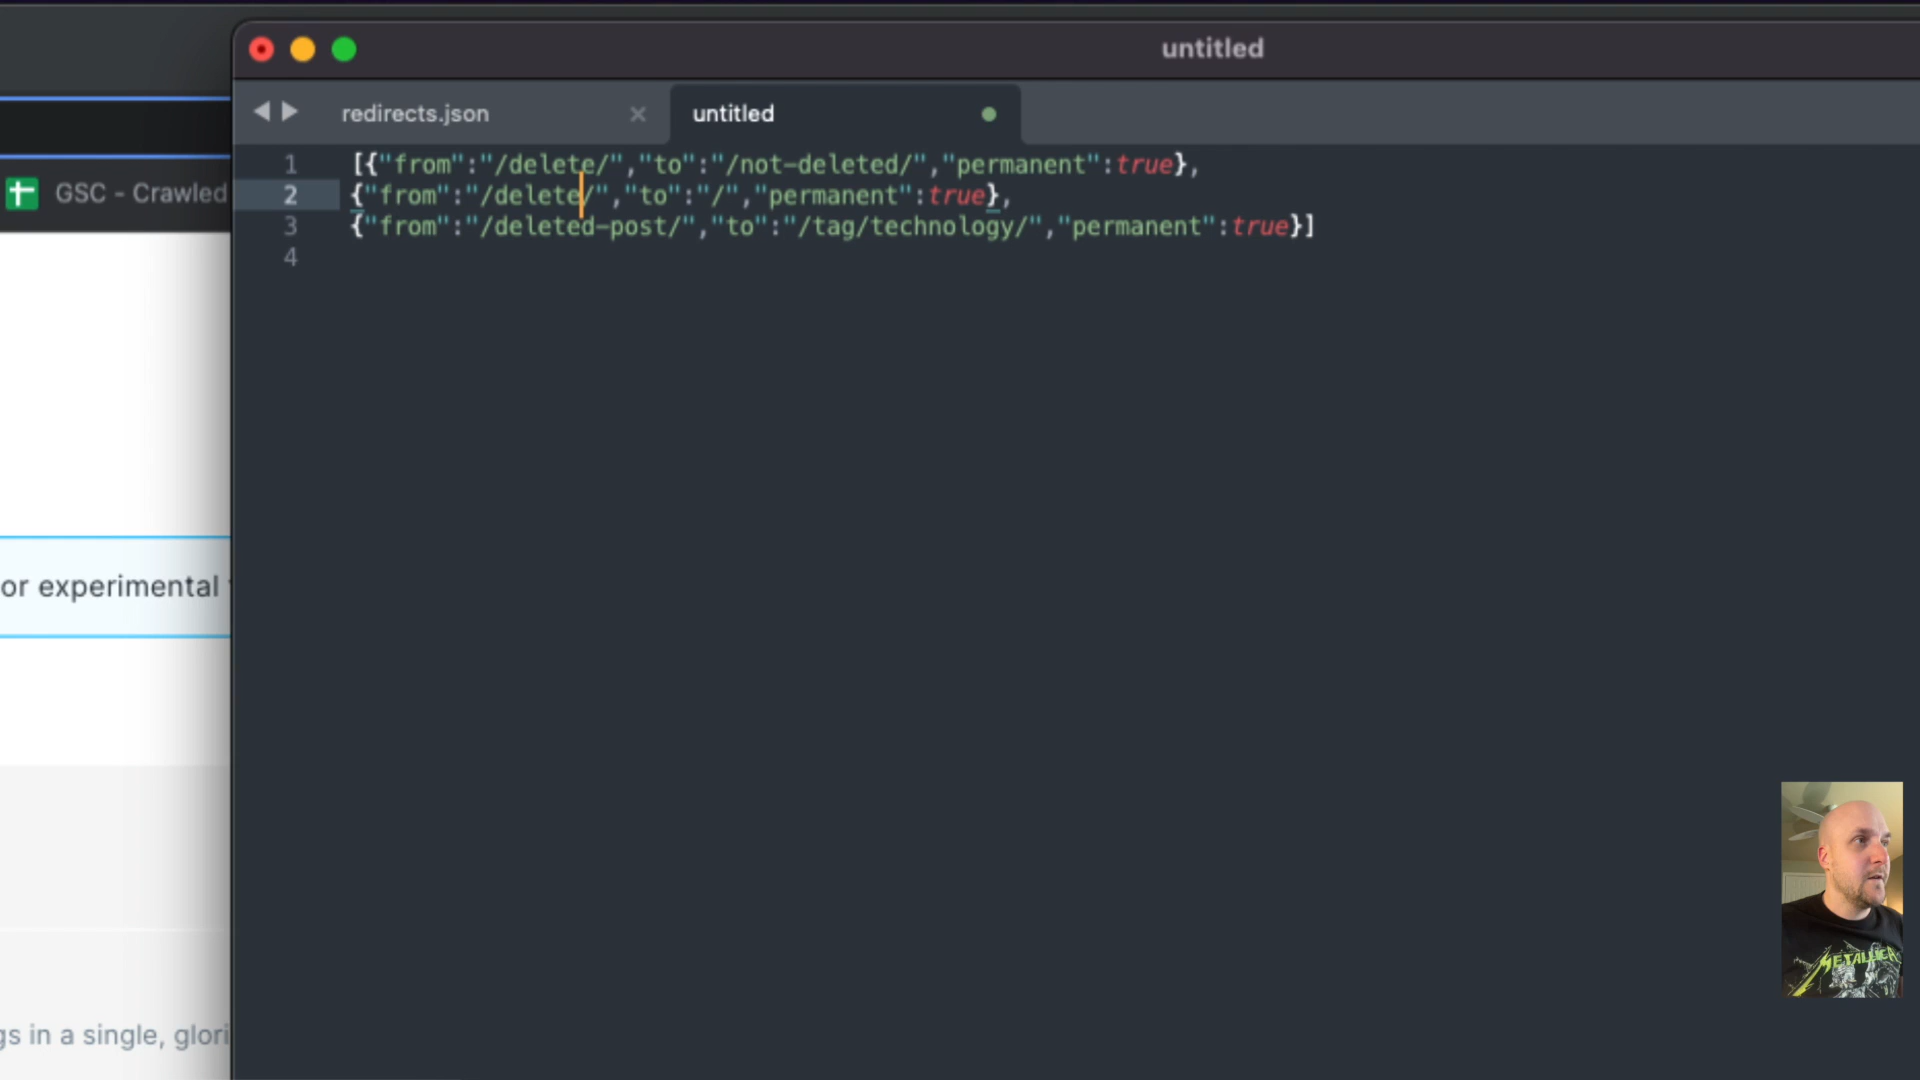 untitled
redirects.json
untitled
GSC - Crawled
1 [{"from":"/delete/","to":"/not-deleted/","permanent":true},
2 {"from":"/delete/","to":"/","permanent":true},
3 {"from":"/deleted-post/","to":"/tag/technology/","permanent":true}]
4
or experimental
gs in a single, glori
METALLICA